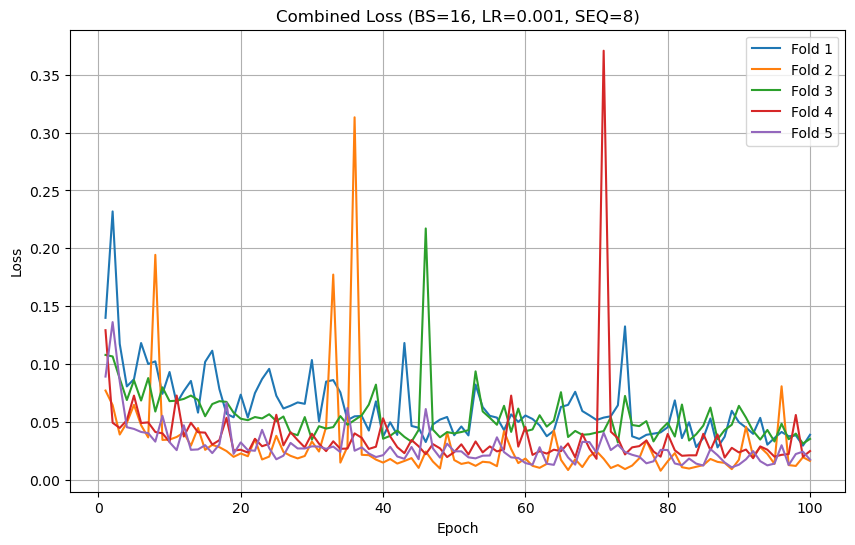 Combined Loss (BS=16, LR=0.001, SEQ=8)
Fold 1
Fold 2
Fold 3
Fold 4
Fold 5
Loss
0.35
0.30
0.25
0.20
0.15
0.10
0.05
0.00
0
20
40
60
80
100
Epoch